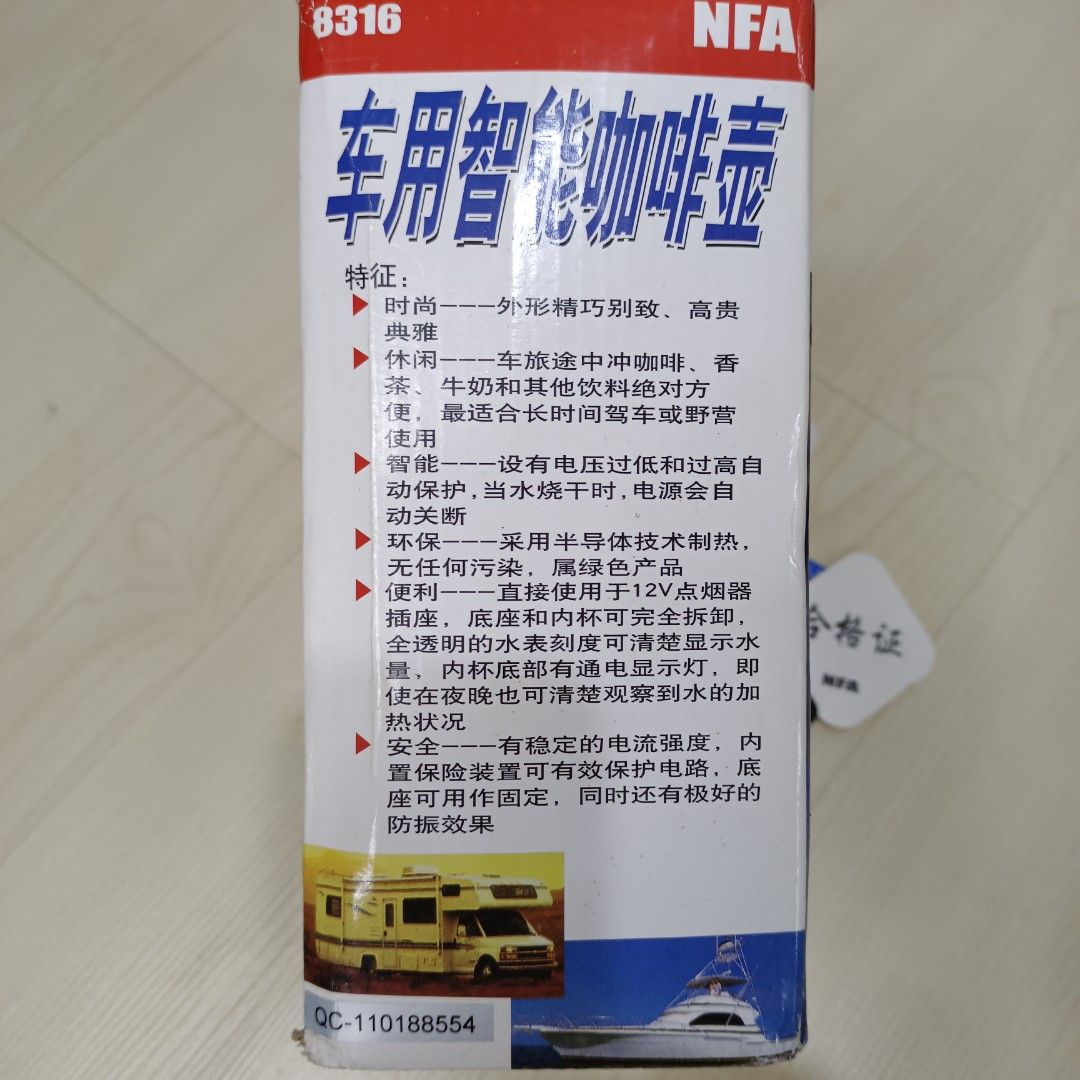 8316
NFA
车用智能咖啡壶
特征：
时尚---外形精巧别致、高贵
典雅
休闲---车旅途中冲咖啡、香
茶、牛奶和其他饮料绝对方
便，最适合长时间驾车或野营
使用
智能---设有电压过低和过高自
动保护,当水烧干时,电源会自
动关断
环保---采用半导体技术制热，
无任何污染，属绿色产品
便利---直接使用于12V点烟器
插座，底座和内杯可完全拆卸，
全透明的水表刻度可清楚显示水
量，内杯底部有通电显示灯，即
使在夜晚也可清楚观察到水的加
热状况
安全---有稳定的电流强度，内
置保险装置可有效保护电路，底
座可用作固定，同时还有极好的
防振效果
QC-110188554
合格证
NFA